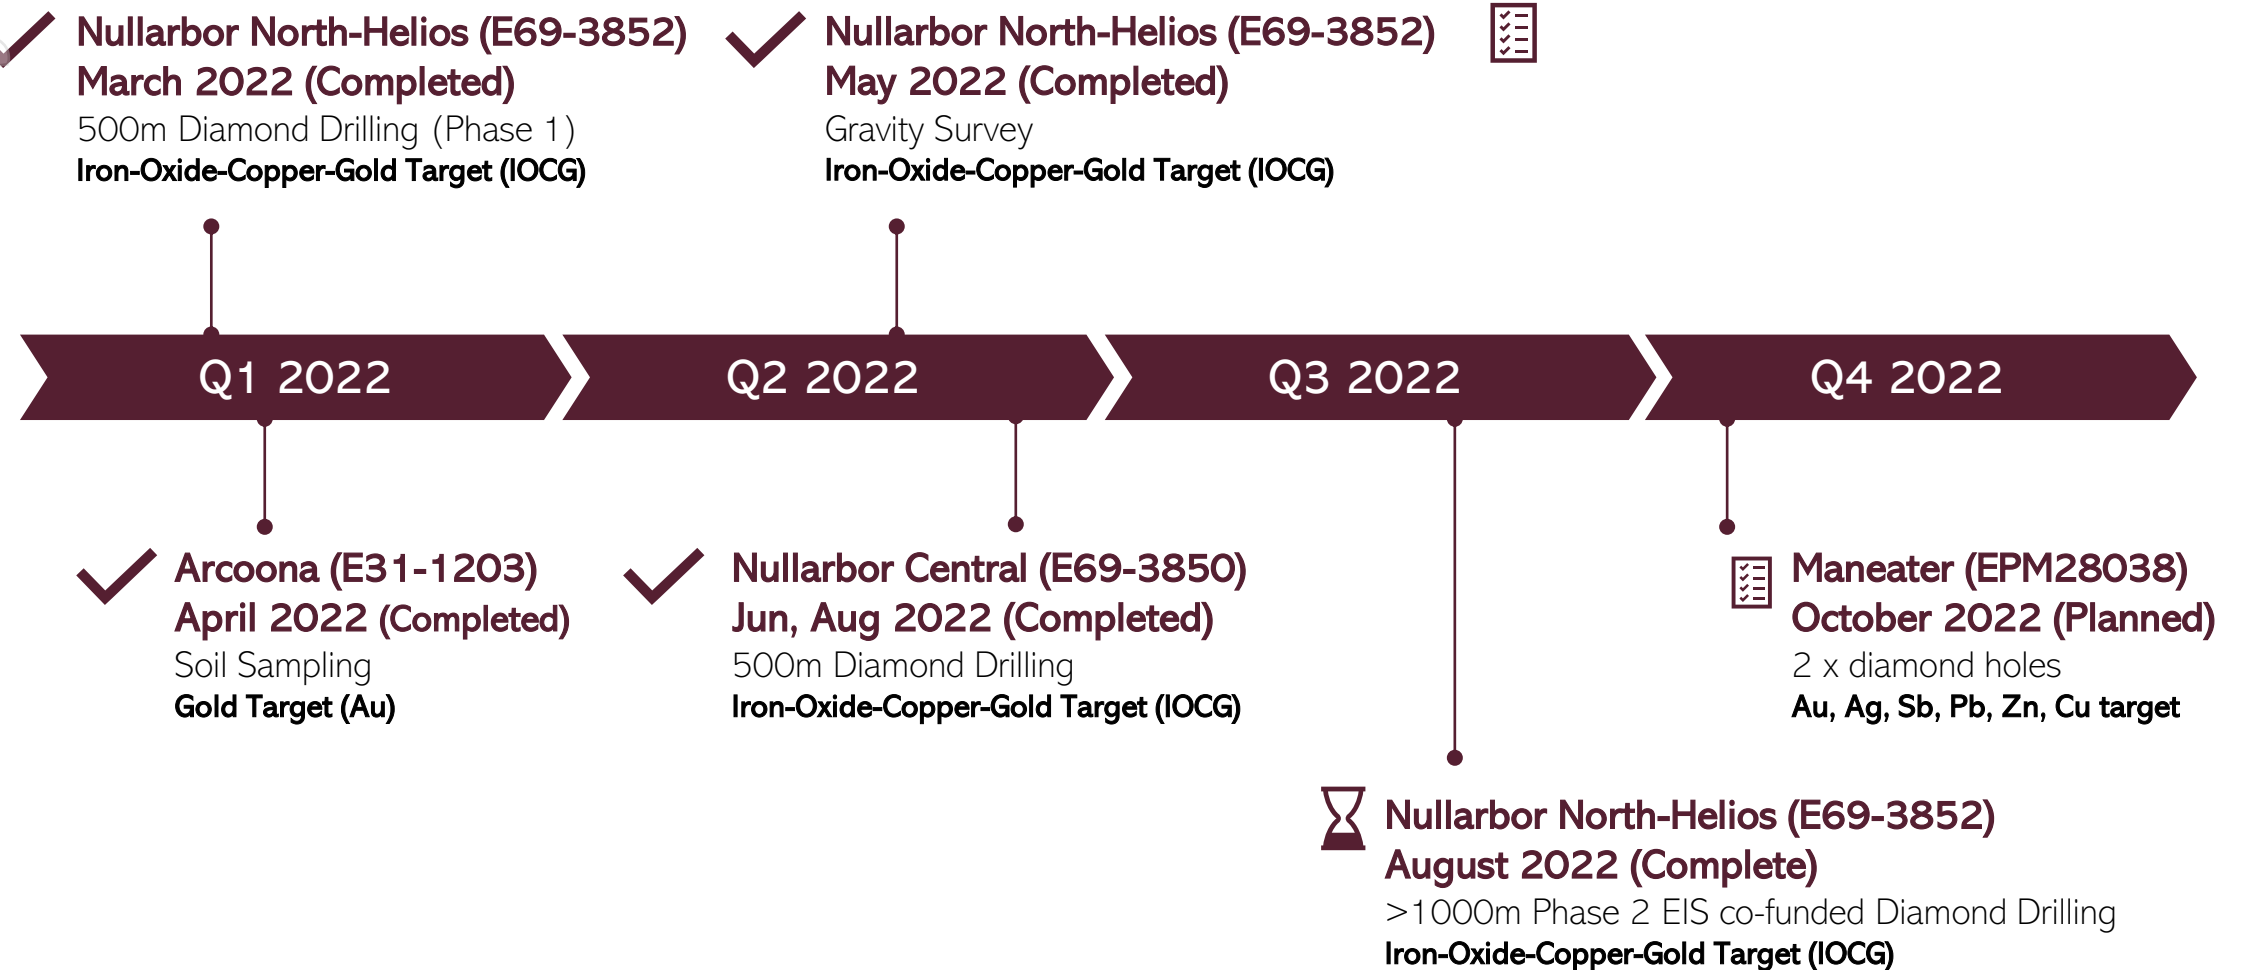 Nullarbor North-Helios (E69-3852)
March 2022 (Completed)
500m Diamond Drilling (Phase 1)
Iron-Oxide-Copper-Gold Target (IOCG)
Nullarbor North-Helios (E69-3852)
May 2022 (Completed)
Gravity Survey
Iron-Oxide-Copper-Gold Target (IOCG)
Q1 2022
Q2 2022
Q3 2022
Q4 2022
Arcoona (E31-1203)
April 2022 (Completed)
Soil Sampling
Gold Target (Au)
Nullarbor Central (E69-3850)
Jun, Aug 2022 (Completed)
500m Diamond Drilling
Iron-Oxide-Copper-Gold Target (IOCG)
Maneater (EPM28038)
October 2022 (Planned)
2 x diamond holes
Au, Ag, Sb, Pb, Zn, Cu target
Nullarbor North-Helios (E69-3852)
August 2022 (Complete)
>1000m Phase 2 EIS co-funded Diamond Drilling
Iron-Oxide-Copper-Gold Target (IOCG)